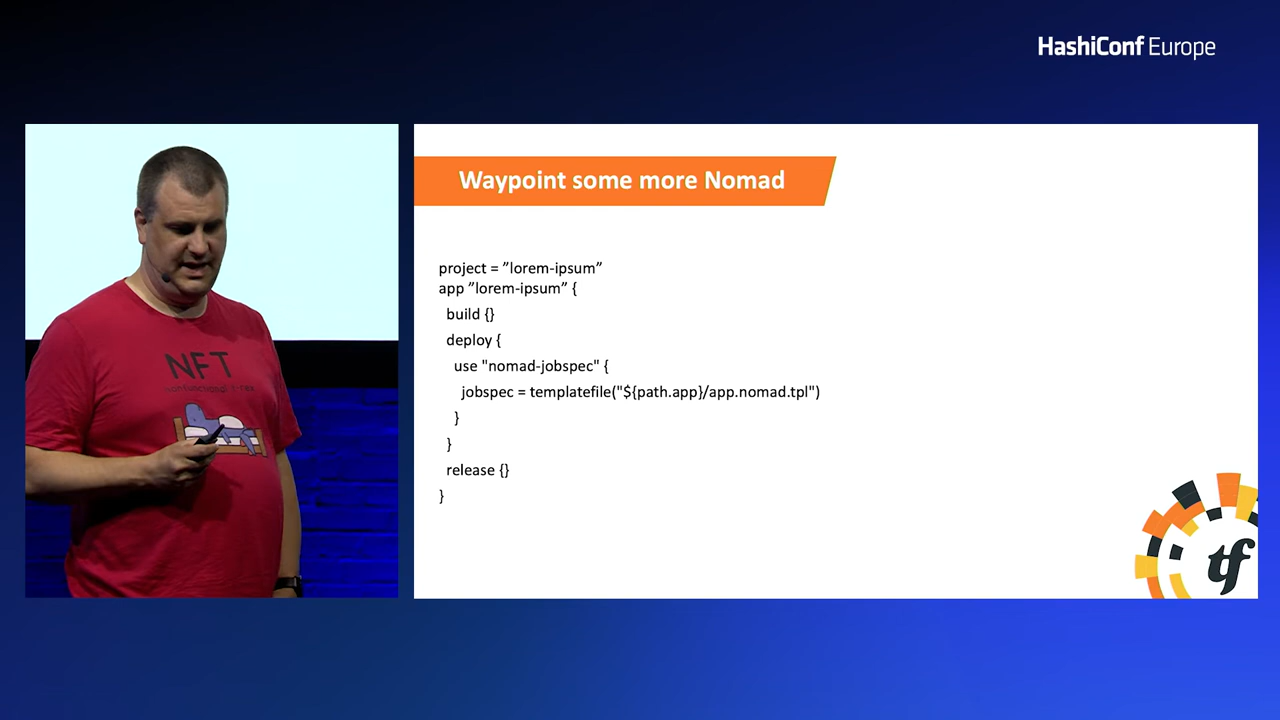 HashiConf Europe
NFT
Waypoint some more Nomad
project = ”lorem-ipsum”
app ”lorem-ipsum” {
build {}
deploy {
use "nomad-jobspec" {
jobspec = templatefile("${path.app}/app.nomad.tpl")
}
}
release {}
}
tf